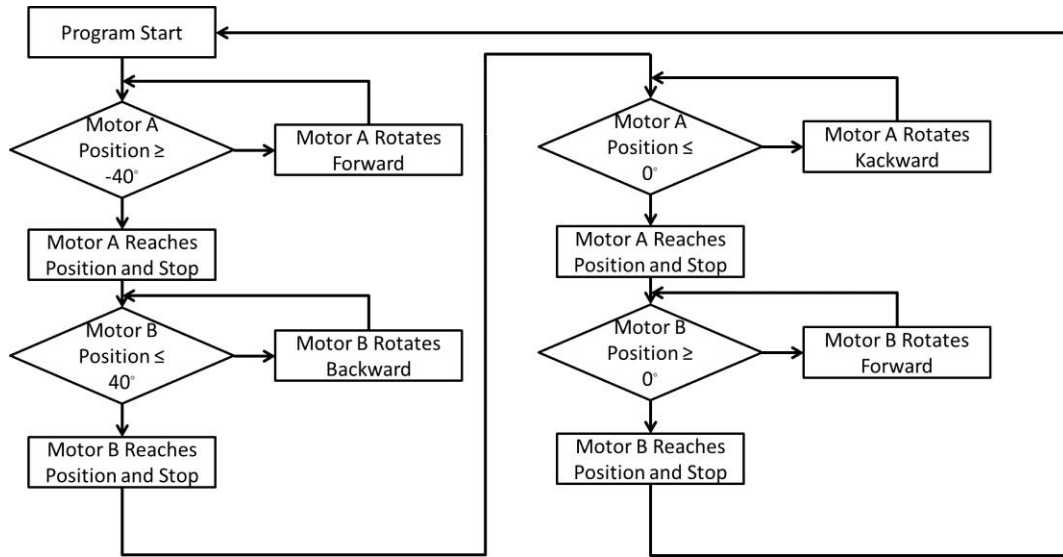 Program Start
Motor A
Position ≥
-40°
Motor A Rotates
Forward
Motor A Reaches
Position and Stop
Motor B
Position ≤
40°
Motor B Rotates
Backward
Motor B Reaches
Position and Stop
Motor A
Position ≤
0°
Motor A Rotates
Kackward
Motor A Reaches
Position and Stop
Motor B
Position ≥
0°
Motor B Rotates
Forward
Motor B Reaches
Position and Stop